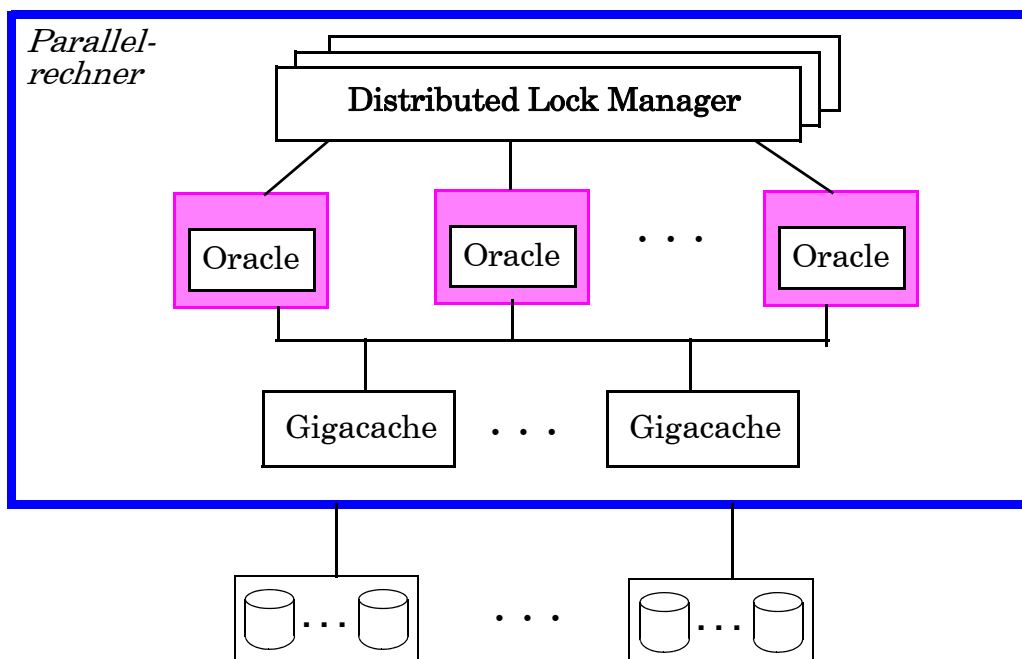 Parallel-
rechner
Distributed Lock Manager
Oracle
Oracle
. . .
Oracle
Gigacache
. . .
Gigacache
. . .
. . .
. . .